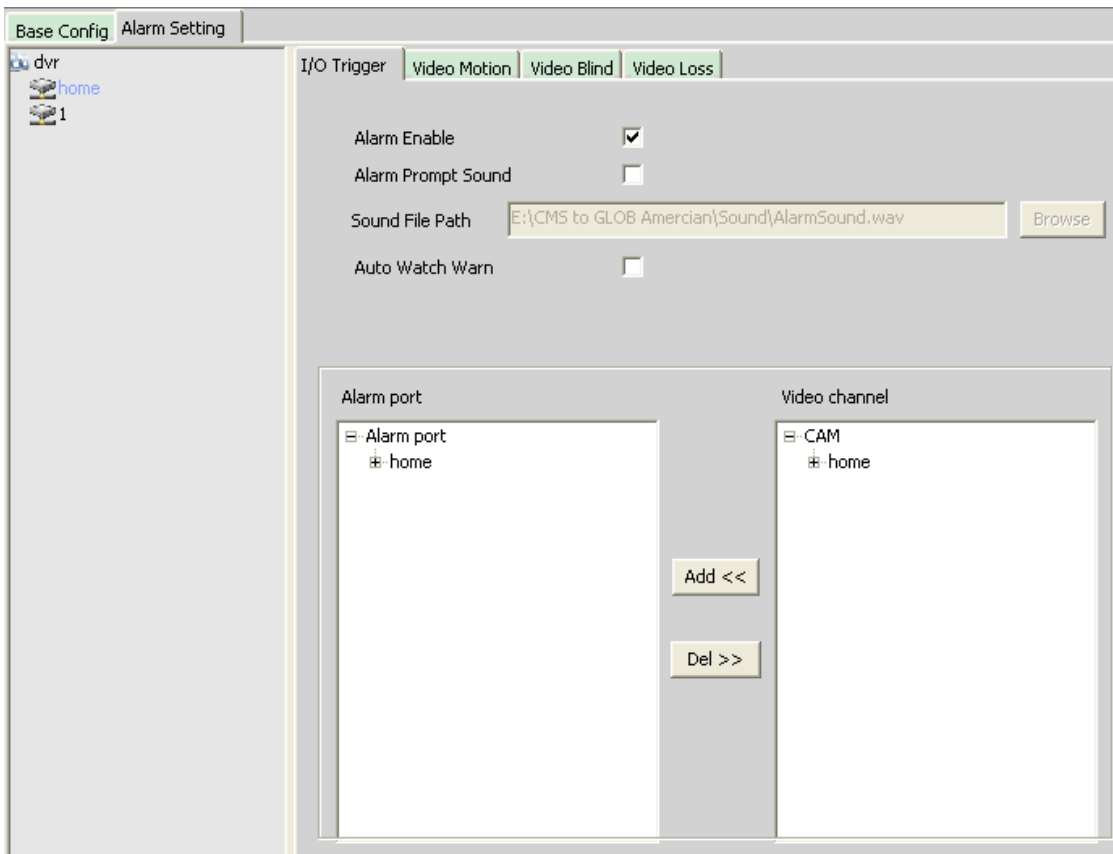 Base Config Alarm Setting
dvr
home
1
I/O Trigger Video Motion Video Blind Video Loss
Alarm Enable
Alarm Prompt Sound
Sound File Path E:\CMS to GLOB Amercian\Sound\AlarmSound.wav Browse
Auto Watch Warn
Alarm port Video channel
Alarm port CAM
home home
Add <<
Del >>